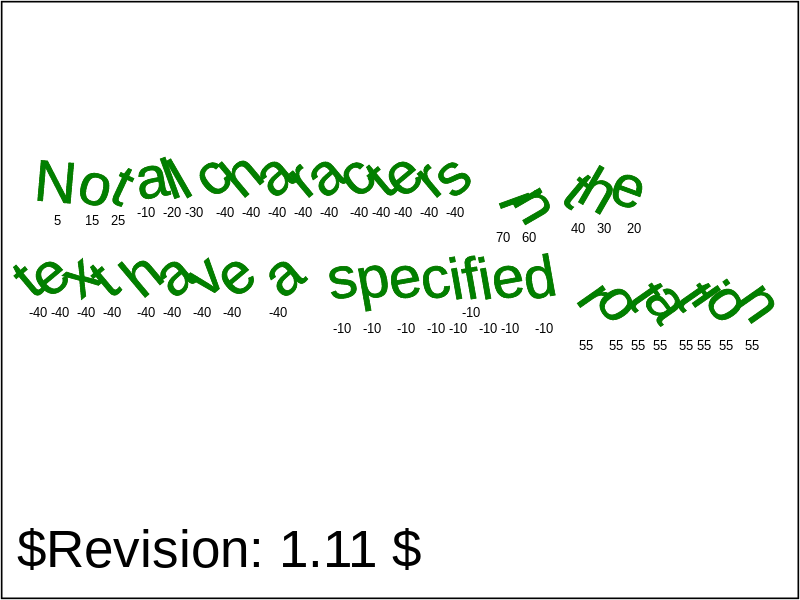 Not all characters in the
5 15 25 -10 -20 -30 -40 -40 -40 -40 -40 -40 -40 -40 -40 -40 70 60 40 30 20
text have a specified rotation
-40 -40 -40 -40 -40 -40 -40 -40 -40 -10
-10 -10 -10 -10 -10 -10 -10 -10 55 55 55 55 55 55 55 55
$Revision: 1.11 $